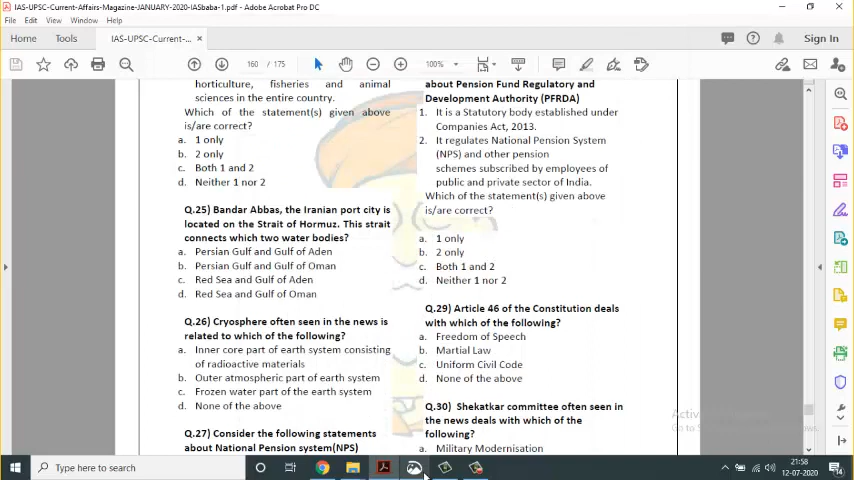 IAS-UPSC-Current-Affairs-Magazine-JANUARY-2020-IASbaba-1.pdf - Adobe Acrobat Pro DC
File Edit View Window Help
Home Tools IAS-UPSC-Current-... × Sign In
160 / 175 100%
horticulture, fisheries and animal
sciences in the entire country.
Which of the statement(s) given above
is/are correct?
a. 1 only
b. 2 only
c. Both 1 and 2
d. Neither 1 nor 2
Q.25) Bandar Abbas, the Iranian port city is
located on the Strait of Hormuz. This strait
connects which two water bodies?
a. Persian Gulf and Gulf of Aden
b. Persian Gulf and Gulf of Oman
c. Red Sea and Gulf of Aden
d. Red Sea and Gulf of Oman
Q.26) Cryosphere often seen in the news is
related to which of the following?
a. Inner core part of earth system consisting
of radioactive materials
b. Outer atmospheric part of earth system
c. Frozen water part of the earth system
d. None of the above
Q.27) Consider the following statements
about National Pension system(NPS)
about Pension Fund Regulatory and
Development Authority (PFRDA)
1. It is a Statutory body established under
Companies Act, 2013.
2. It regulates National Pension System
(NPS) and other pension
schemes subscribed by employees of
public and private sector of India.
Which of the statement(s) given above
is/are correct?
a. 1 only
b. 2 only
c. Both 1 and 2
d. Neither 1 nor 2
Q.29) Article 46 of the Constitution deals
with which of the following?
a. Freedom of Speech
b. Martial Law
c. Uniform Civil Code
d. None of the above
Q.30) Shekatkar committee often seen in
the news deals with which of the
following?
a. Military Modernisation
Type here to search
21:58
12-07-2020